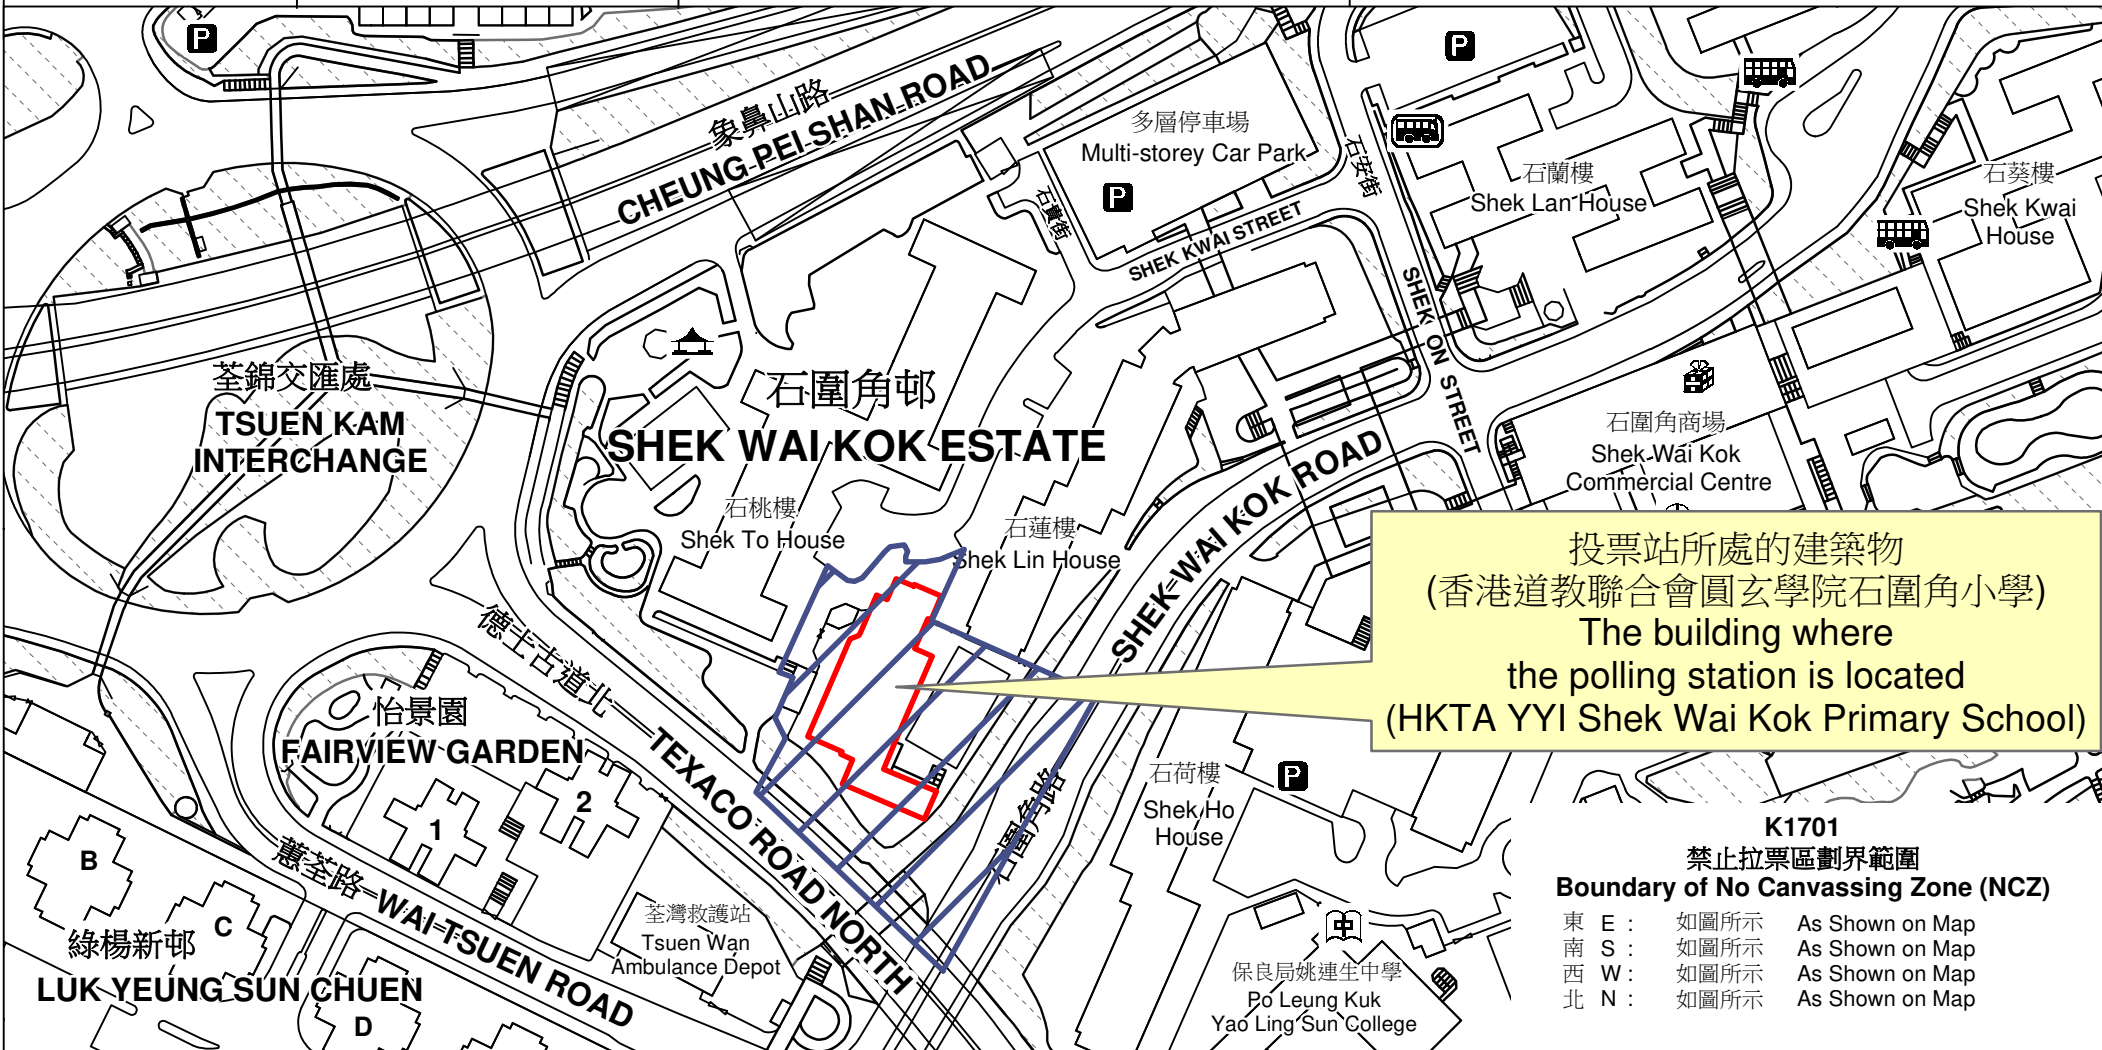 P
P
象鼻山路
CHEUNG PEI SHAN ROAD
多層停車場
Multi-storey Car Park
P
石安街
石貴街
SHEK KWAI STREET
石蘭樓
Shek Lan House
石葵樓
Shek Kwai
House
SHEK ON STREET
荃錦交匯處
TSUEN KAM
INTERCHANGE
石圍角邨
SHEK WAI KOK ESTATE
石圍角商場
Shek Wai Kok
Commercial Centre
石桃樓
Shek To House
石蓮樓
Shek Lin House
SHEK WAI KOK ROAD
投票站所處的建築物
(香港道教聯合會圓玄學院石圍角小學)
The building where
the polling station is located
(HKTA YYI Shek Wai Kok Primary School)
德士古道北
TEXACO ROAD NORTH
怡景園
FAIRVIEW GARDEN
1
2
石圍角路
石荷樓
Shek Ho
House
P
B
C
D
蕙荃路 WAI TSUEN ROAD
綠楊新邨
LUK YEUNG SUN CHUEN
荃灣救護站
Tsuen Wan
Ambulance Depot
中
保良局姚連生中學
Po Leung Kuk
Yao Ling Sun College
K1701
禁止拉票區劃界範圍
Boundary of No Canvassing Zone (NCZ)
東 E : 如圖所示 As Shown on Map
南 S : 如圖所示 As Shown on Map
西 W : 如圖所示 As Shown on Map
北 N : 如圖所示 As Shown on Map